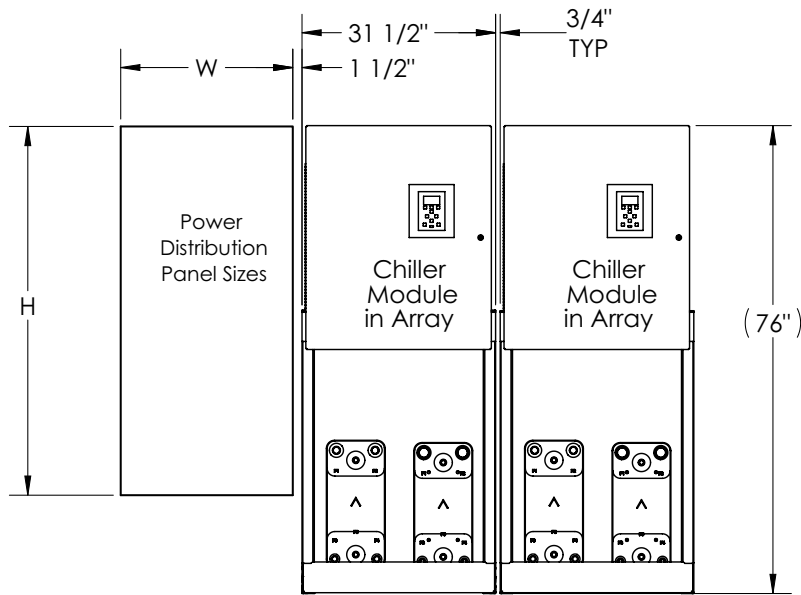 31 1/2"
3/4"
TYP
W
1 1/2"
Power
Distribution
Panel Sizes
Chiller
Module
in Array
Chiller
Module
in Array
H
(76")